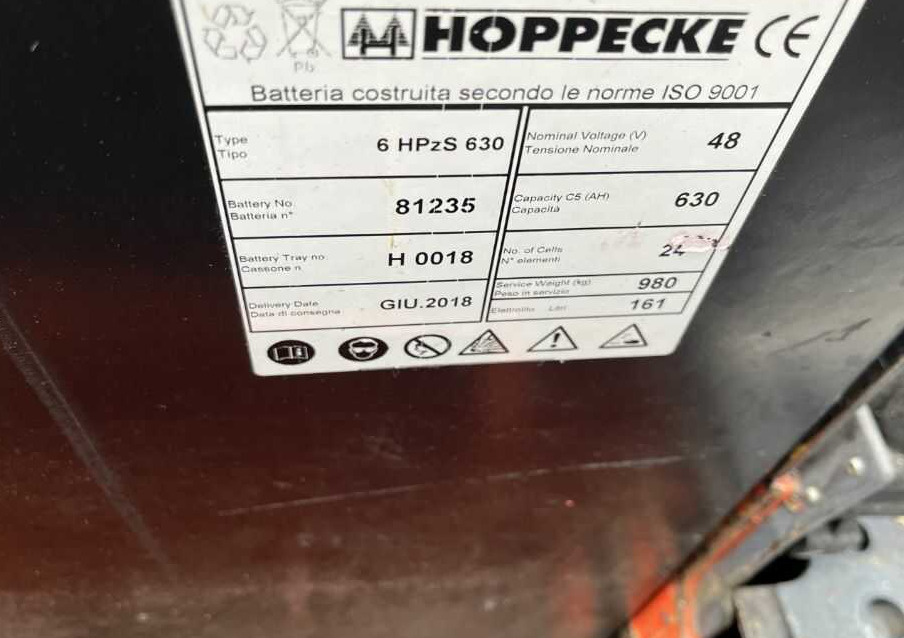 Pb
HOPPECKE CE
Batteria costruita secondo le norme ISO 9001
Type
Tipo
6 HPzS 630
Nominal Voltage (V)
Tensione Nominale
48
Battery No.
Batteria n°
81235
Capacity C5 (AH)
Capacità
630
Battery Tray no
Cassone n
H 0018
No. of Cells
N° elementi
24
Delivery Date
Data di consegna
GIU.2018
Service Weight (kg)
Peso in servizio
980
Elettrolito Litri
161